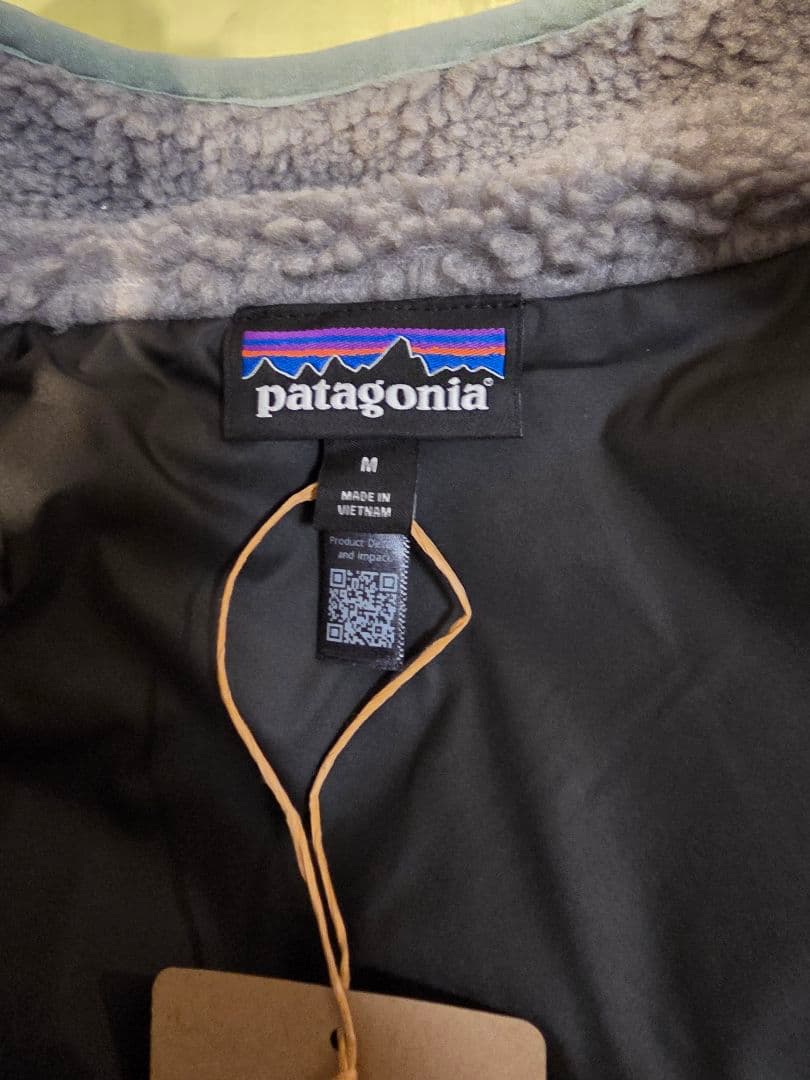 patagonia®
M
MADE IN
VIETNAM
Product
and impact